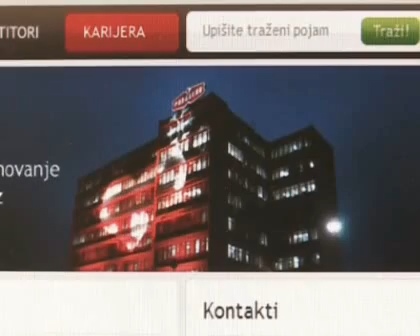 TITORI
KARIJERA
Upišite traženi pojam
Traži!
novanje
z
Kontakti